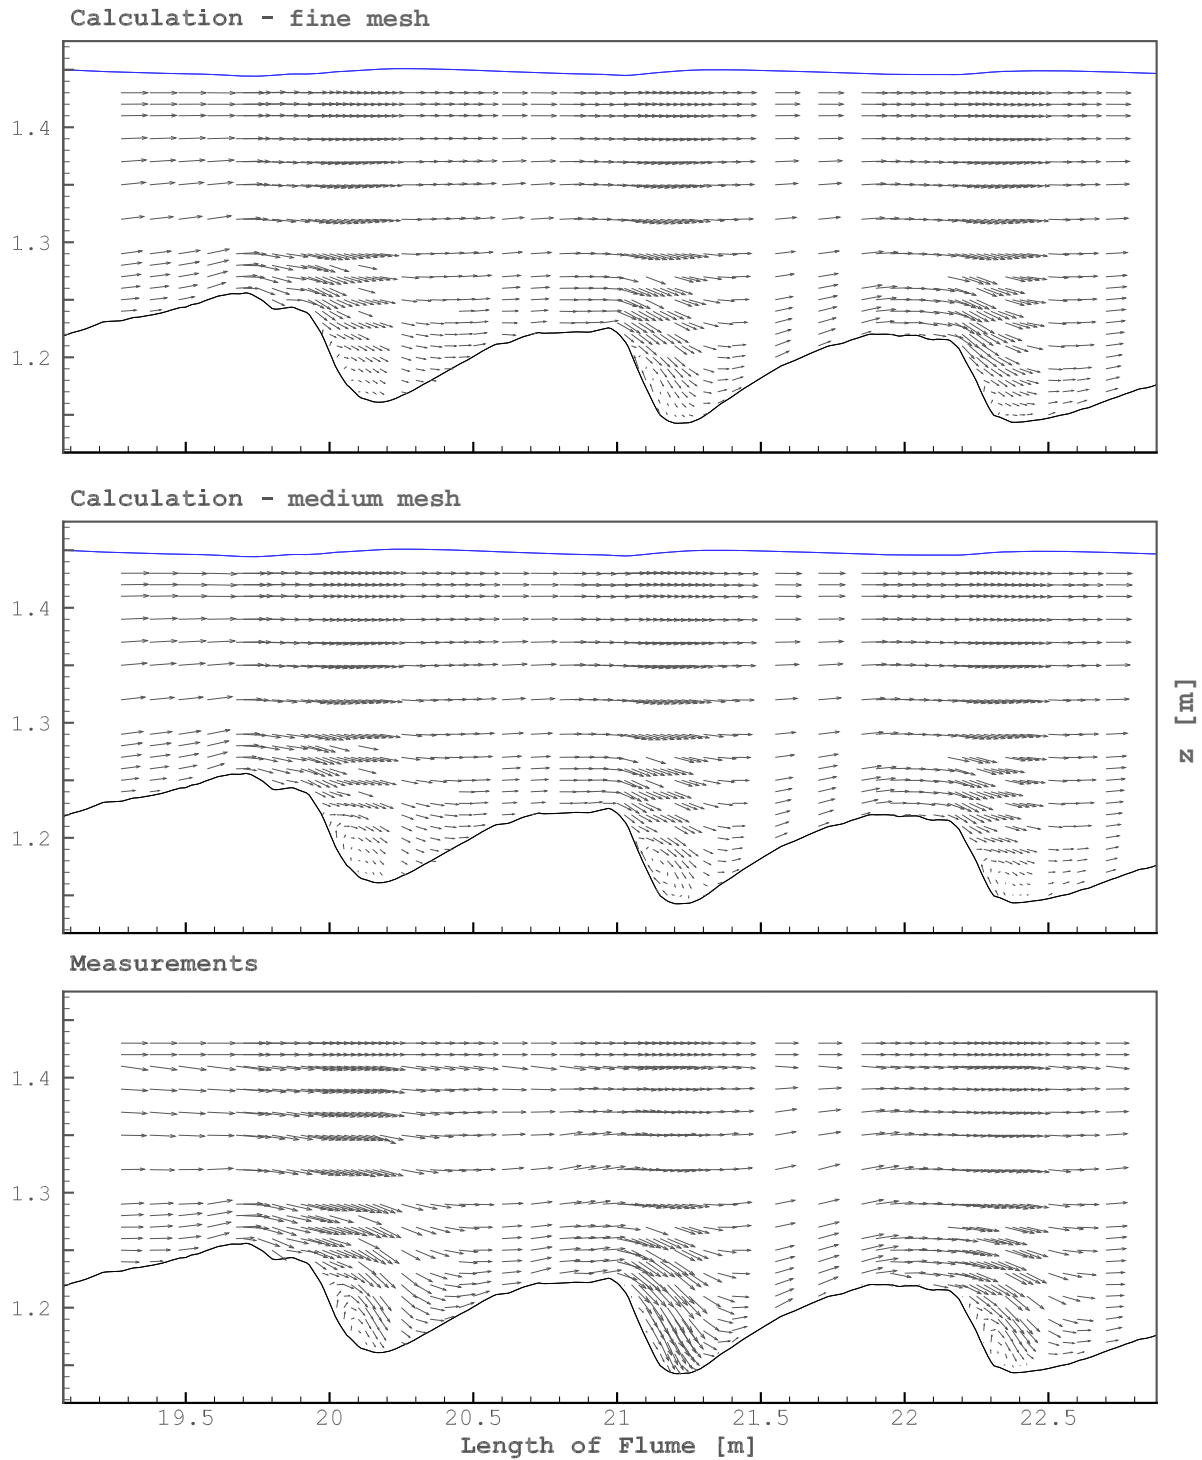 Calculation - fine mesh
1.4
1.3
1.2
Calculation - medium mesh
1.4
1.3
1.2
z [m]
Measurements
1.4
1.3
1.2
19.5 20 20.5 21 21.5 22 22.5
Length of Flume [m]